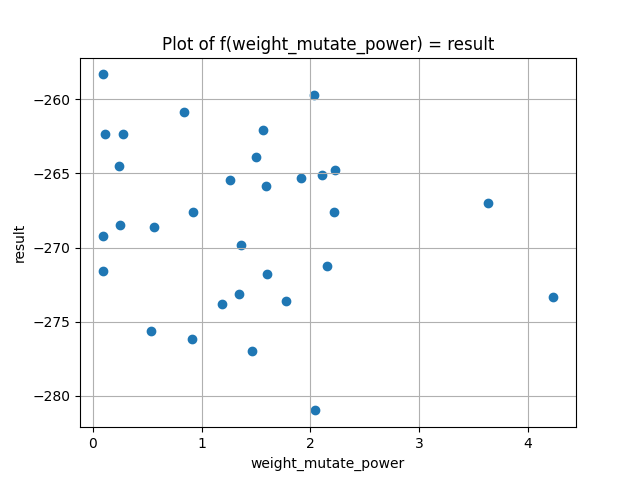 Plot of f(weight_mutate_power) = result
−260
−265
−270
−275
−280
result
0 1 2 3 4
weight_mutate_power